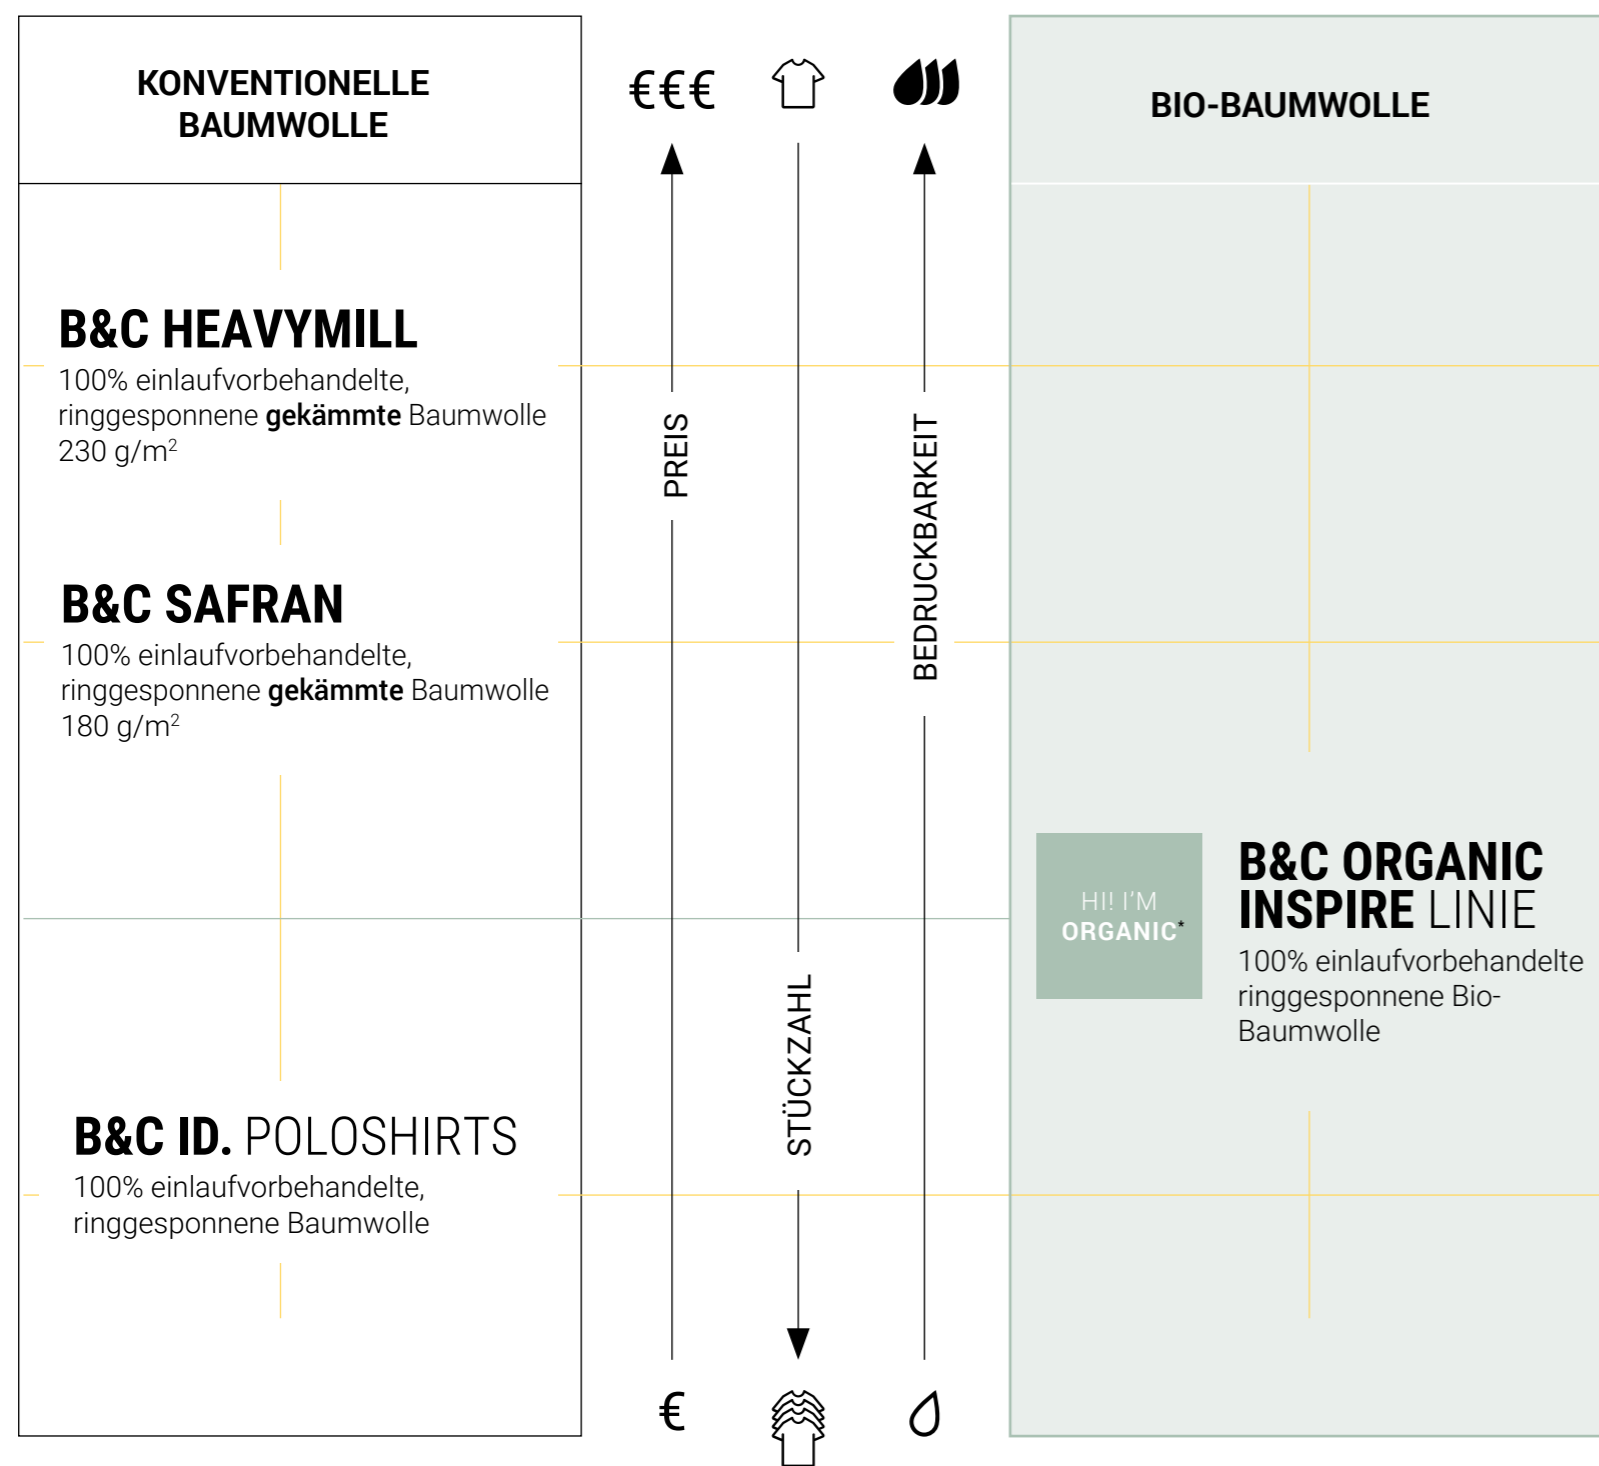 KONVENTIONELLE
BAUMWOLLE
€€€
BIO-BAUMWOLLE
B&C HEAVYMILL
100% einlaufvorbehandelte,
ringgesponnene gekämmte Baumwolle
230 g/m²
PREIS
BEDRUCKBARKEIT
B&C SAFRAN
100% einlaufvorbehandelte,
ringgesponnene gekämmte Baumwolle
180 g/m²
HI! I'M
ORGANIC*
B&C ORGANIC
INSPIRE LINIE
100% einlaufvorbehandelte
ringgesponnene Bio-
Baumwolle
STÜCKZAHL
B&C ID. POLOSHIRTS
100% einlaufvorbehandelte,
ringgesponnene Baumwolle
€